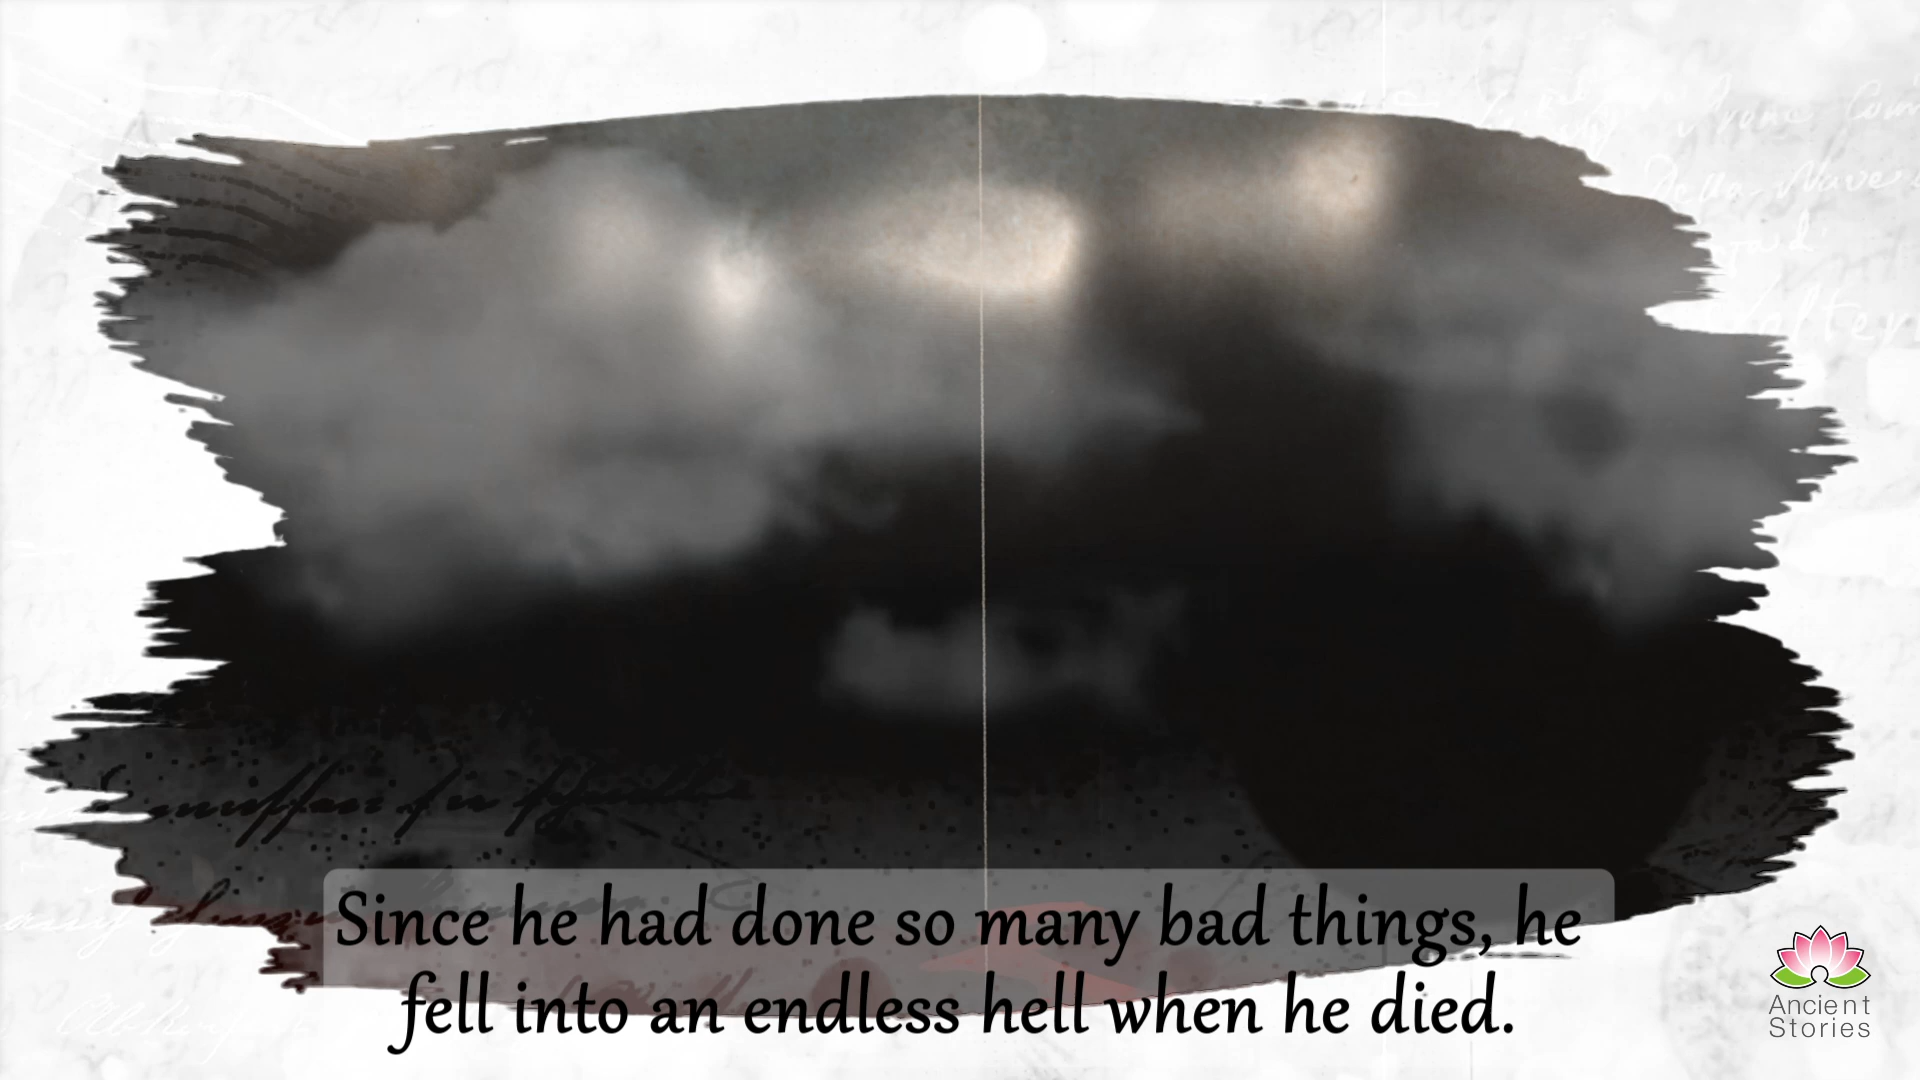 Since he had done so many bad things, he
fell into an endless hell when he died.
Ancient
Stories